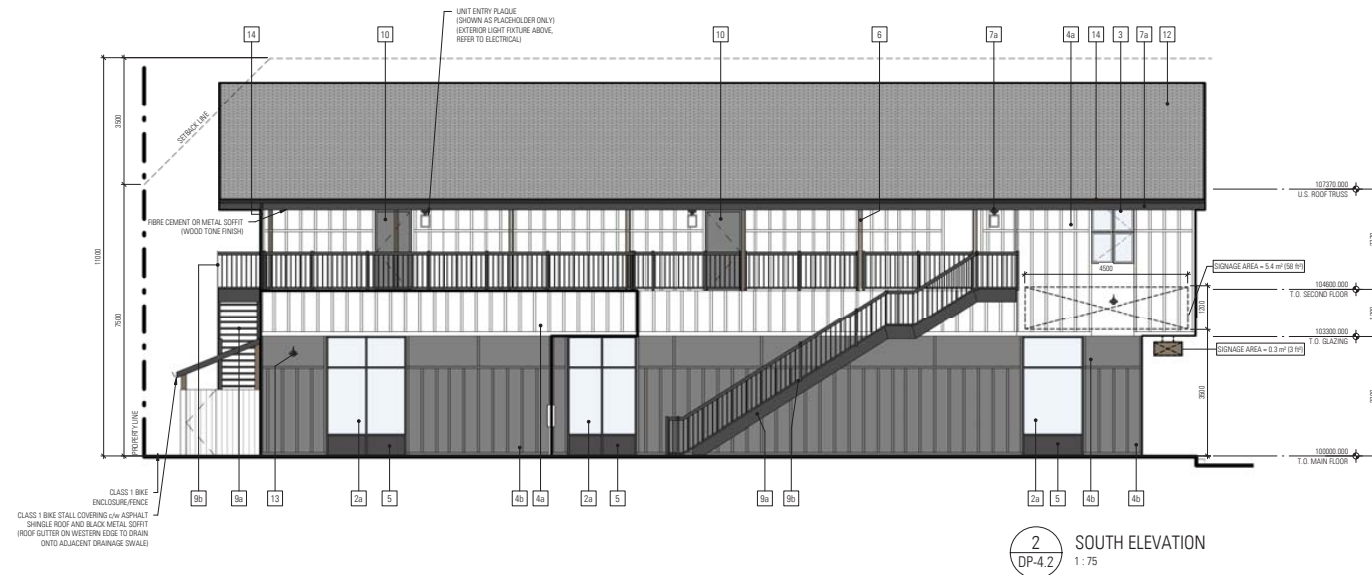 UNIT ENTRY PLAQUE
(SHOWN AS PLACEHOLDER ONLY)
(EXTERIOR LIGHT FIXTURE ABOVE,
REFER TO ELECTRICAL)
14
10
10
6
7a
4a
14
3
7a
12
3500
SETBACK LINE
11000
7500
FIBRE CEMENT OR METAL SOFFIT
(WOOD TONE FINISH)
107370.000
U.S. ROOF TRUSS
4500
SIGNAGE AREA = 5.4 m² (58 ft²)
104600.000
T.O. SECOND FLOOR
1200
103300.000
T.O. GLAZING
SIGNAGE AREA = 0.3 m² (3 ft²)
3500
PROPERTY LINE
100000.000
T.O. MAIN FLOOR
CLASS 1 BIKE
ENCLOSURE/FENCE
CLASS 1 BIKE STALL COVERING c/w ASPHALT
SHINGLE ROOF AND BLACK METAL SOFFIT
(ROOF GUTTER ON WESTERN EDGE TO DRAIN
ONTO ADJACENT DRAINAGE SWALE)
9b
9a
13
2a
5
4b
4a
2a
5
9a
9b
2a
5
4b
4b
2
DP-4.2
SOUTH ELEVATION
1 : 75